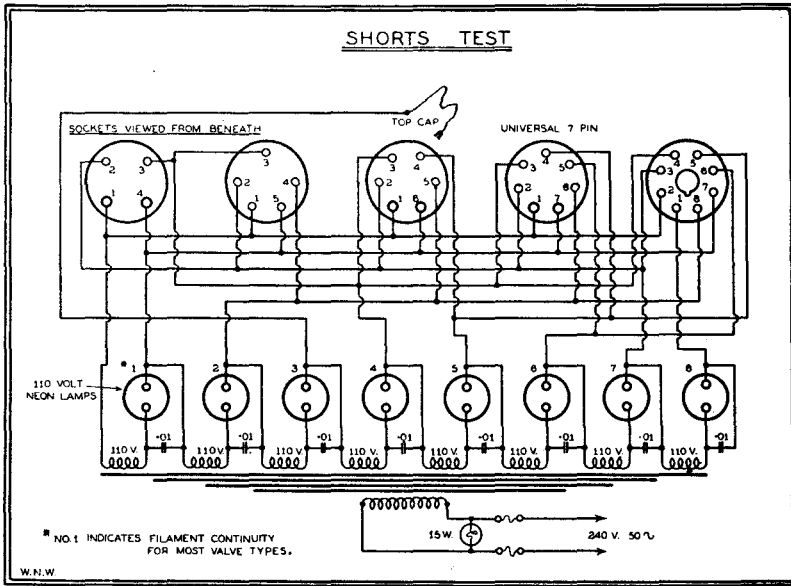 SHORTS TEST
TOP CAP
SOCKETS VIEWED FROM BENEATH
UNIVERSAL 7 PIN
2 3
1 4
3
2 4
1 5
3 4
2 5
1 6
4
3 5
2 6
1 7
4 5
3 6
2 7
1 8
* 1 2 3 4 5 6 7 8
110 VOLT
NEON LAMPS
·01 ·01 ·01 ·01 ·01 ·01 ·01 ·01
110 V. 110 V. 110 V. 110 V. 110 V. 110 V. 110 V. 110 V.
* NO.1 INDICATES FILAMENT CONTINUITY
FOR MOST VALVE TYPES.
15W.
240 V. 50 ∿
W.N.W.